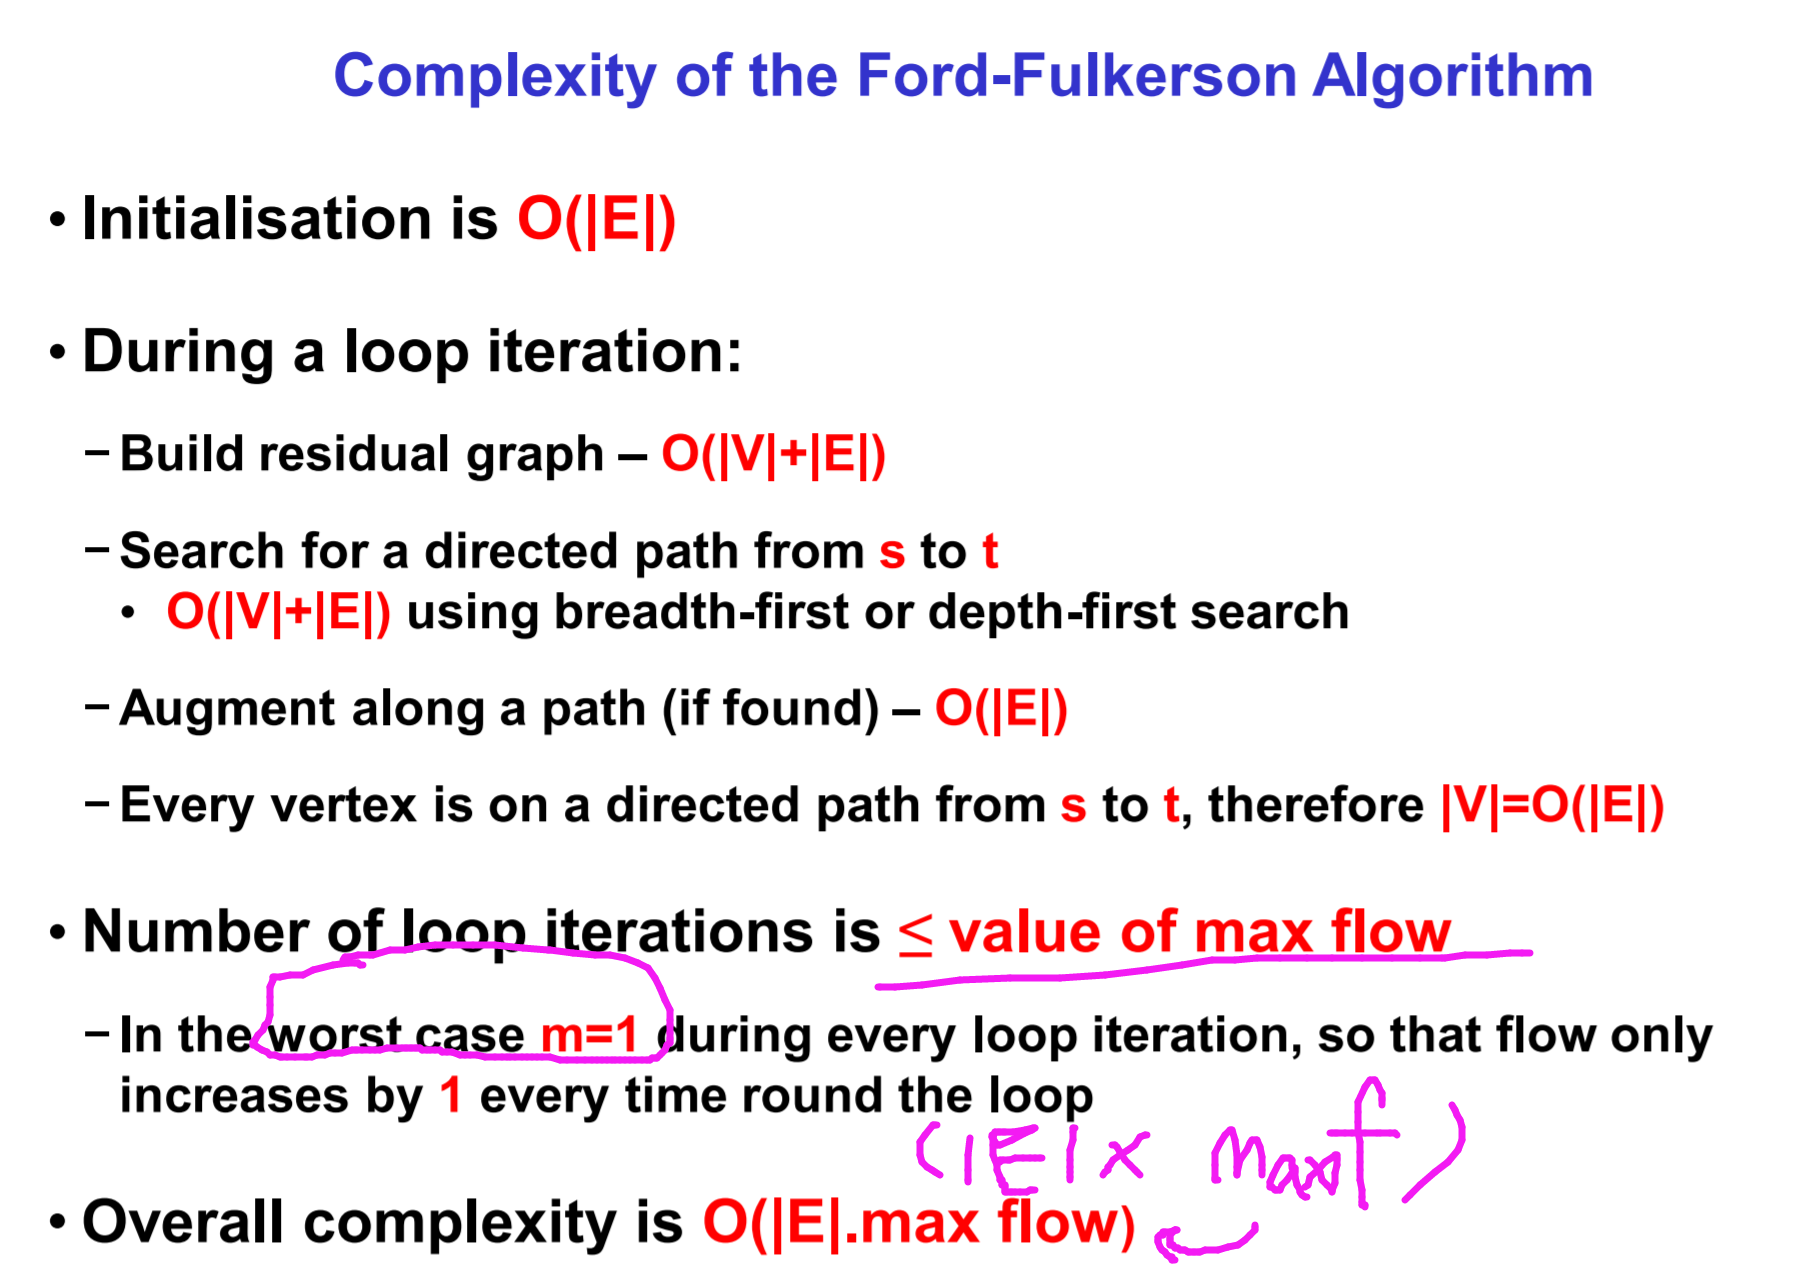 Complexity of the Ford-Fulkerson Algorithm
• Initialisation is O(|E|)
• During a loop iteration:
– Build residual graph – O(|V|+|E|)
– Search for a directed path from s to t
• O(|V|+|E|) using breadth-first or depth-first search
– Augment along a path (if found) – O(|E|)
– Every vertex is on a directed path from s to t, therefore |V|=O(|E|)
• Number of loop iterations is ≤ value of max flow
– In the worst case m=1 during every loop iteration, so that flow only
increases by 1 every time round the loop
(|E| x maxf)
• Overall complexity is O(|E|.max flow)